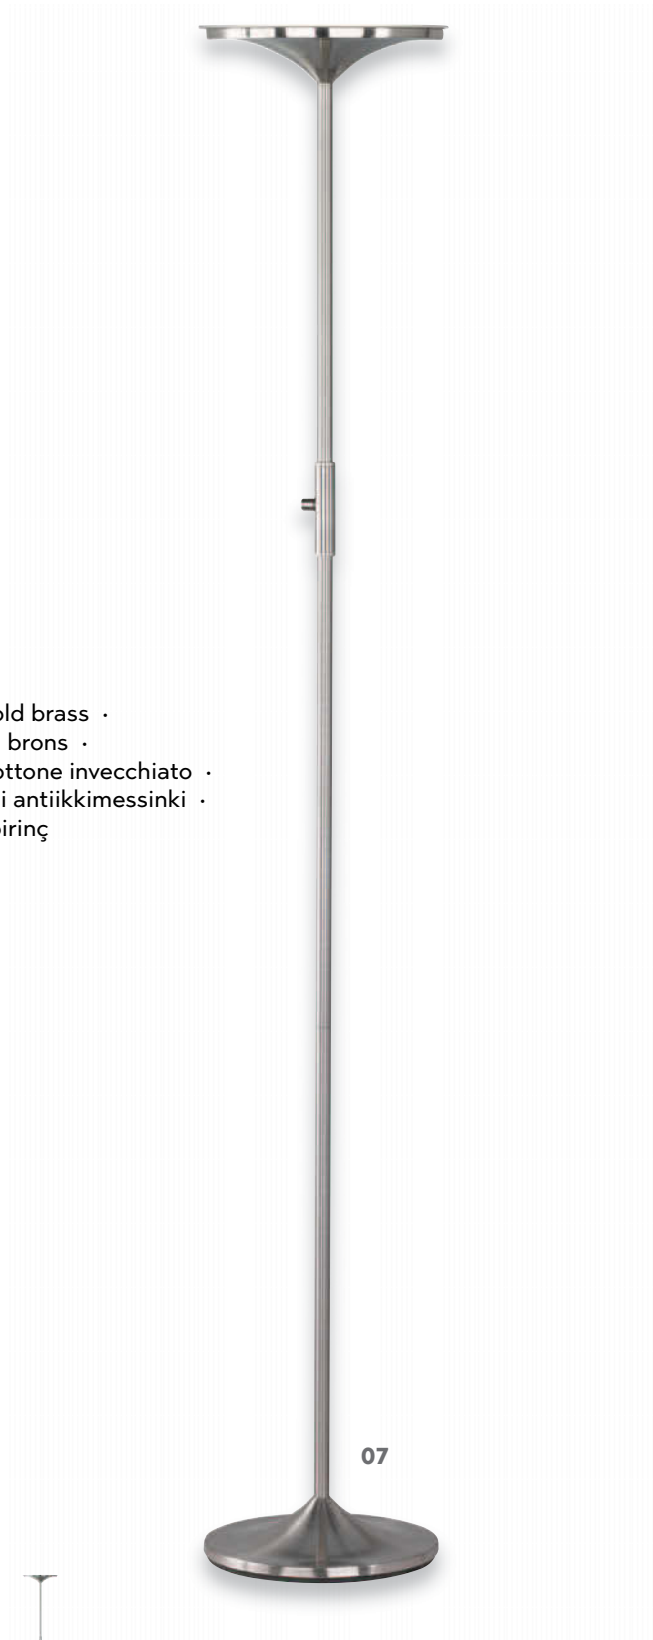 old brass ·
brons ·
ottone invecchiato ·
i antiikkimessinki ·
pirinç
07